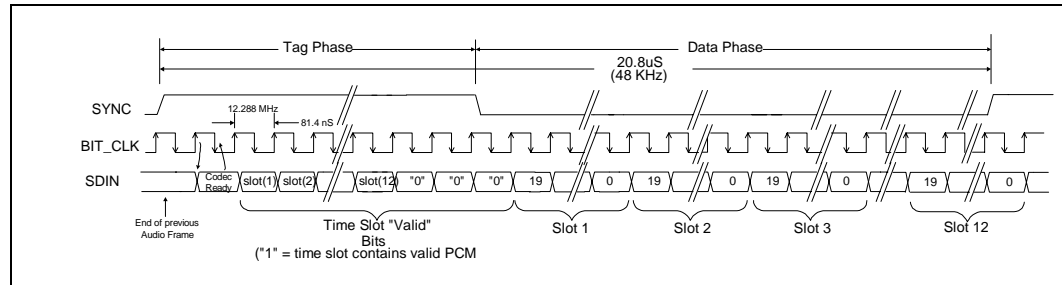 Tag Phase
Data Phase
20.8uS
(48 KHz)
SYNC
12.288 MHz
81.4 nS
BIT_CLK
SDIN
Codec
Ready
slot(1)
slot(2)
slot(12)
"0"
"0"
"0"
19
0
19
0
19
0
19
0
End of previous
Audio Frame
Time Slot "Valid"
Bits
("1" = time slot contains valid PCM
Slot 1
Slot 2
Slot 3
Slot 12